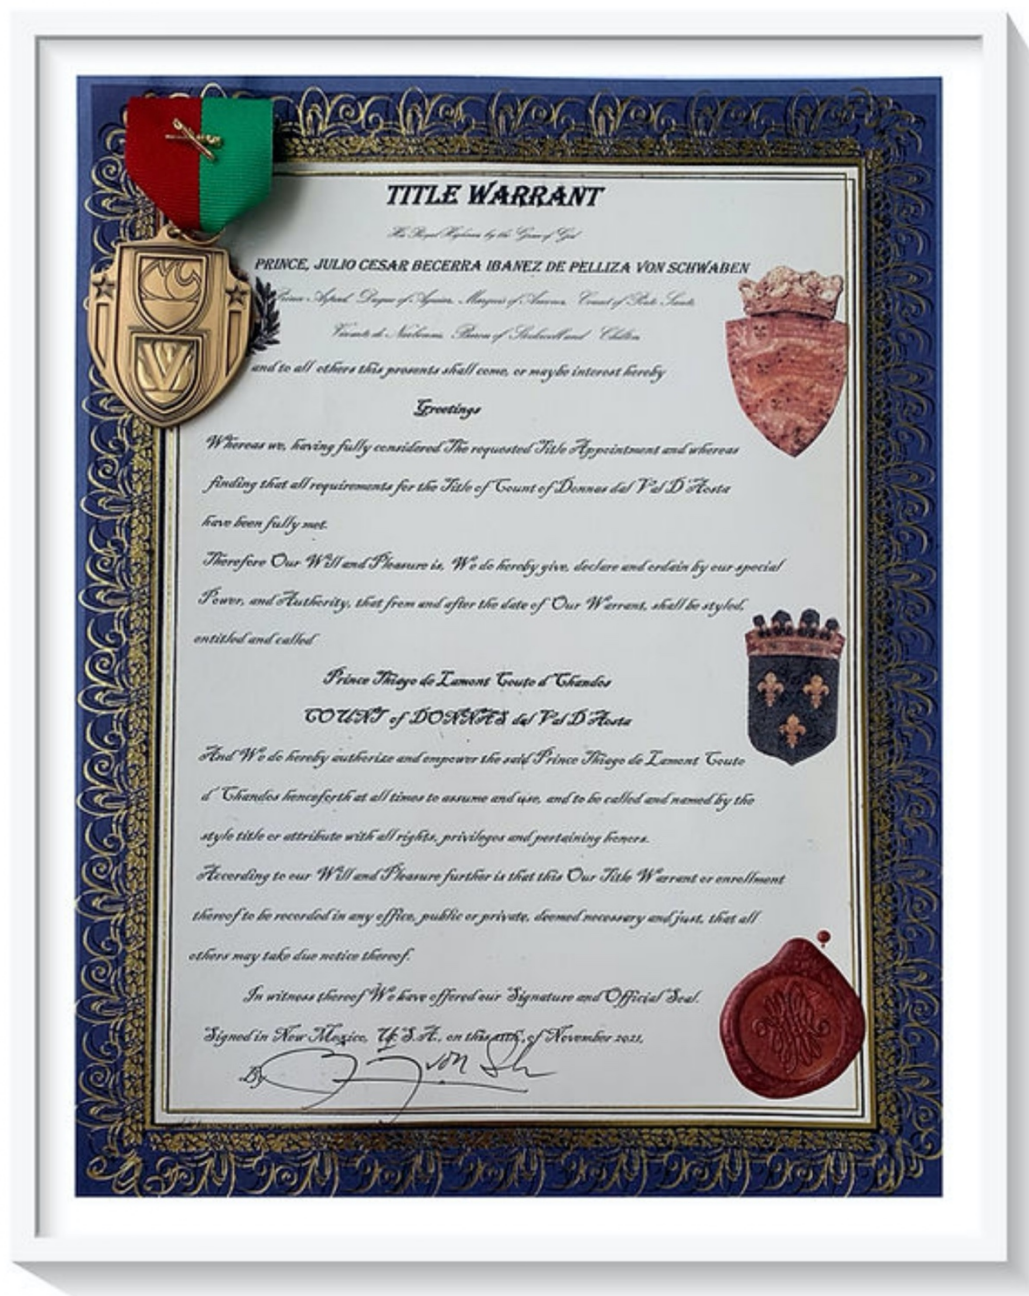 TITLE WARRANT
His Royal Highness by the Grace of God
PRINCE, JULIO CESAR BECERRA IBANEZ DE PELLIZA VON SCHWABEN
Prince Duque of Marquis of Count of Porto Santo
Viconte de Narbonne, Baron of and Chilton
and to all others this presents shall come, or maybe interest hereby
Greetings
Whereas we, having fully considered The requested Title Appointment and whereas
finding that all requirements for the Title of Count of Donnas dal Val D'Aosta
have been fully met.
Therefore Our Will and Pleasure is, We do hereby give, declare and ordain by our special
Power, and Authority, that from and after the date of Our Warrant, shall be styled,
entitled and called
Prince Thiago de Lamont Couto d'Chandos
COUNT of DONNAS dal Val D'Aosta
And We do hereby authorize and empower the said Prince Thiago de Lamont Couto
d'Chandos henceforth at all times to assume and use, and to be called and named by the
style title or attribute with all rights, privileges and pertaining honors.
According to our Will and Pleasure further is that this Our Title Warrant or enrollment
thereof to be recorded in any office, public or private, deemed necessary and just, that all
others may take due notice thereof.
In witness thereof We have offered our Signature and Official Seal.
Signed in New Mexico, U.S.A., on this 11th, of November 2021,
By